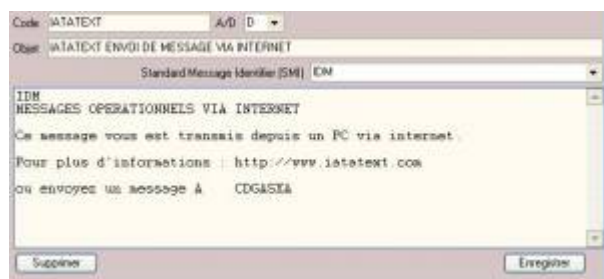 Code IATATEXT A/D D
Objet IATATEXT ENVOI DE MESSAGE VIA INTERNET
Standard Message Identifier (SMI) IDM
IDM
MESSAGES OPERATIONNELS VIA INTERNET
Ce message vous est transmis depuis un PC via internet.
Pour plus d'informations : http://www.iatatext.com
ou envoyez un message A CDGASXA
Supprimer Enregistrer